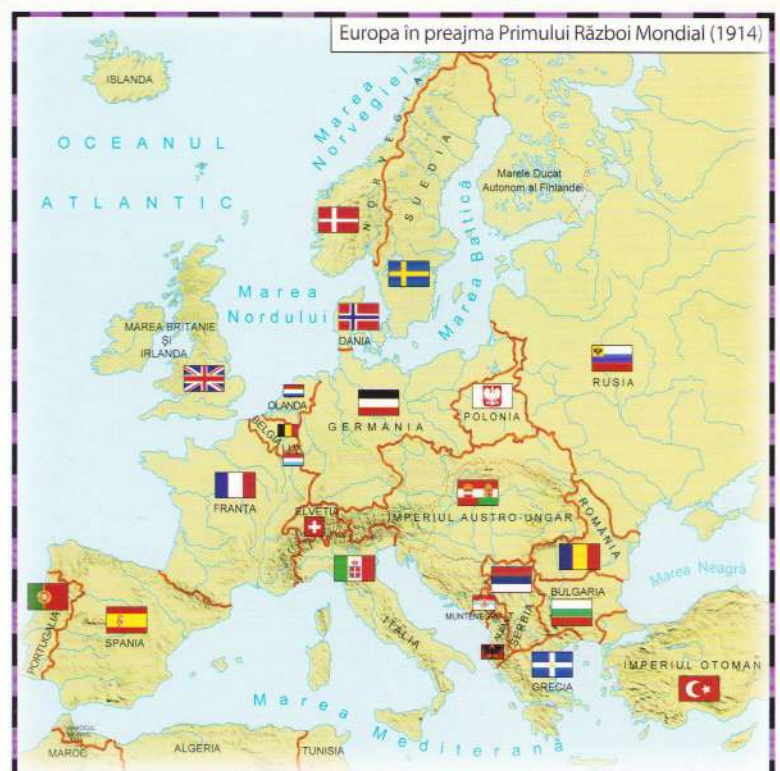 Europa în preajma Primului Război Mondial (1914)
ISLANDA
Marea
Norvegiei
OCEANUL
ATLANTIC
NORVEGIA
SUEDIA
Marele Ducat
Autonom al Finlandei
Marea Baltică
Marea
Nordului
MAREA BRITANIE
ȘI
IRLANDA
DANIA
RUSIA
OLANDA
GERMANIA
POLONIA
BELGIA
LUX
FRANȚA
ELVEȚIA
IMPERIUL AUSTRO-UNGAR
ROMÂNIA
Marea Neagră
BULGARIA
MUNTENEGRU
SERBIA
ITALIA
PORTUGALIA
SPANIA
IMPERIUL OTOMAN
GRECIA
Marea
Mediterană
MAROC
ALGERIA
TUNISIA